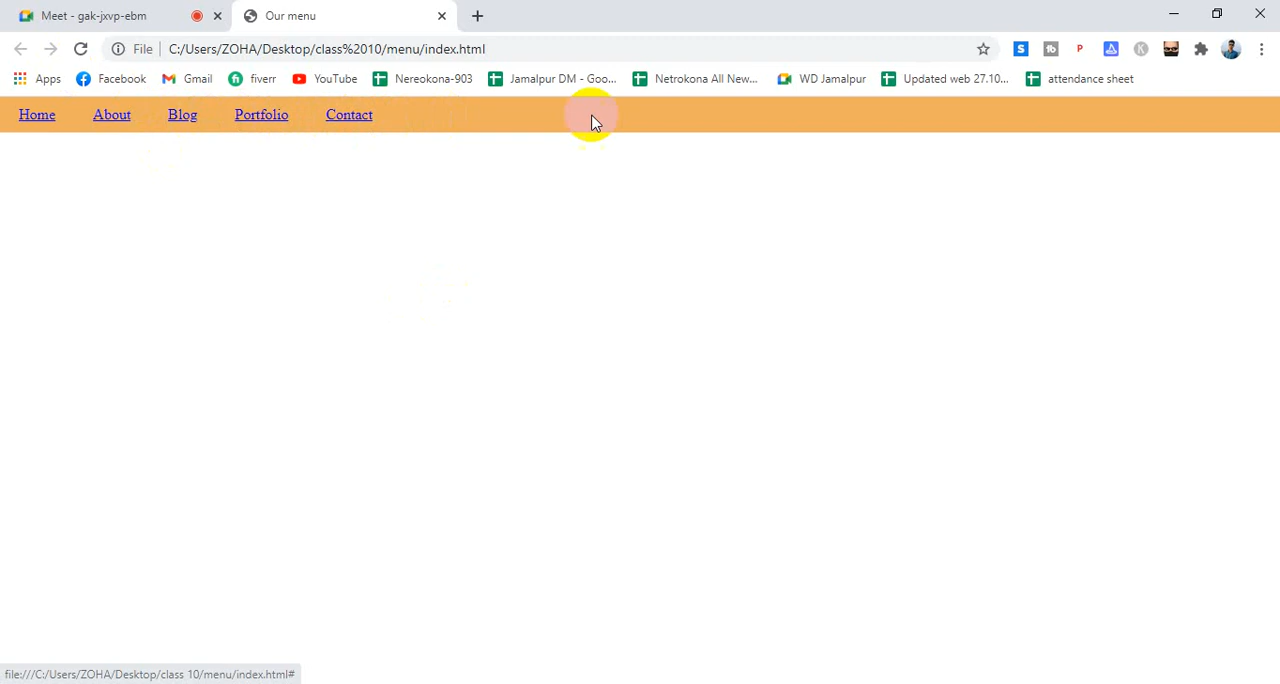 Meet - gak-jxvp-ebm
Our menu
File
C:/Users/ZOHA/Desktop/class%2010/menu/index.html
Apps Facebook Gmail fiverr YouTube Nereokona-903 Jamalpur DM - Goo... Netrokona All New... WD Jamalpur Updated web 27.10... attendance sheet
Home About Blog Portfolio Contact
file:///C:/Users/ZOHA/Desktop/class 10/menu/index.html#